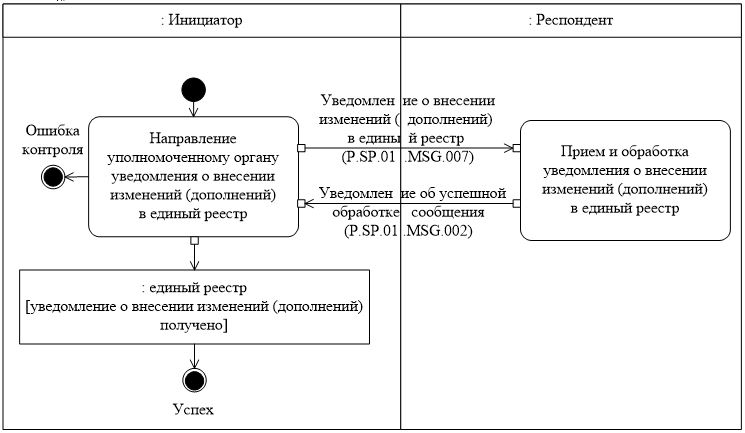 : Инициатор
: Респондент
Ошибка
контроля
Направление
уполномоченному органу
уведомления о внесении
изменений (дополнений)
в единый реестр
Уведомление о внесении
изменений (дополнений)
в единый реестр
(P.SP.01.MSG.007)
Уведомление об успешной
обработке сообщения
(P.SP.01.MSG.002)
Прием и обработка
уведомления о внесении
изменений (дополнений)
в единый реестр
: единый реестр
[уведомление о внесении изменений (дополнений)
получено]
Успех